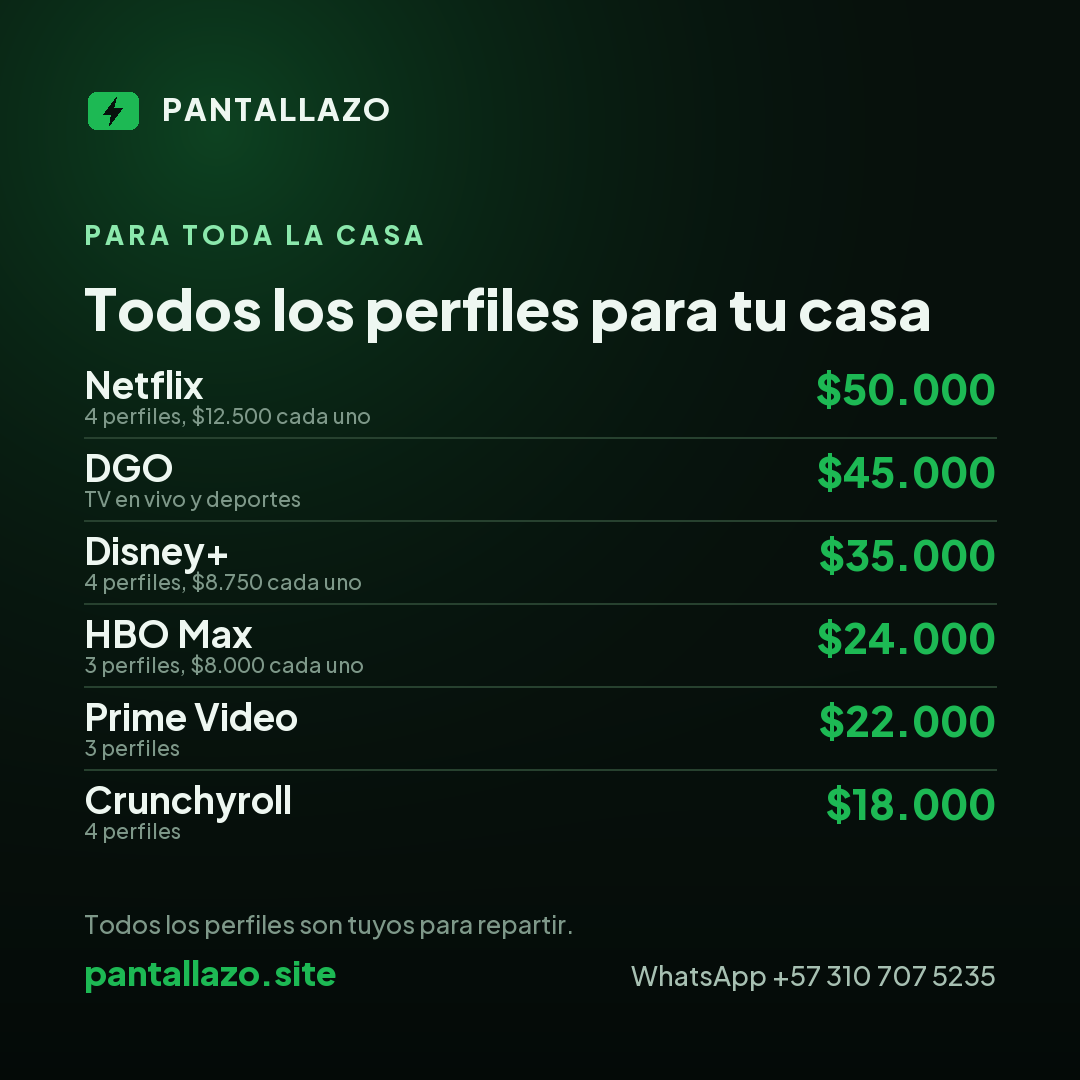 PANTALLAZO
PARA TODA LA CASA
Todos los perfiles para tu casa
Netflix
$50.000
4 perfiles, $12.500 cada uno
DGO
$45.000
TV en vivo y deportes
Disney+
$35.000
4 perfiles, $8.750 cada uno
HBO Max
$24.000
3 perfiles, $8.000 cada uno
Prime Video
$22.000
3 perfiles
Crunchyroll
$18.000
4 perfiles
Todos los perfiles son tuyos para repartir.
pantallazo.site
WhatsApp +57 310 707 5235